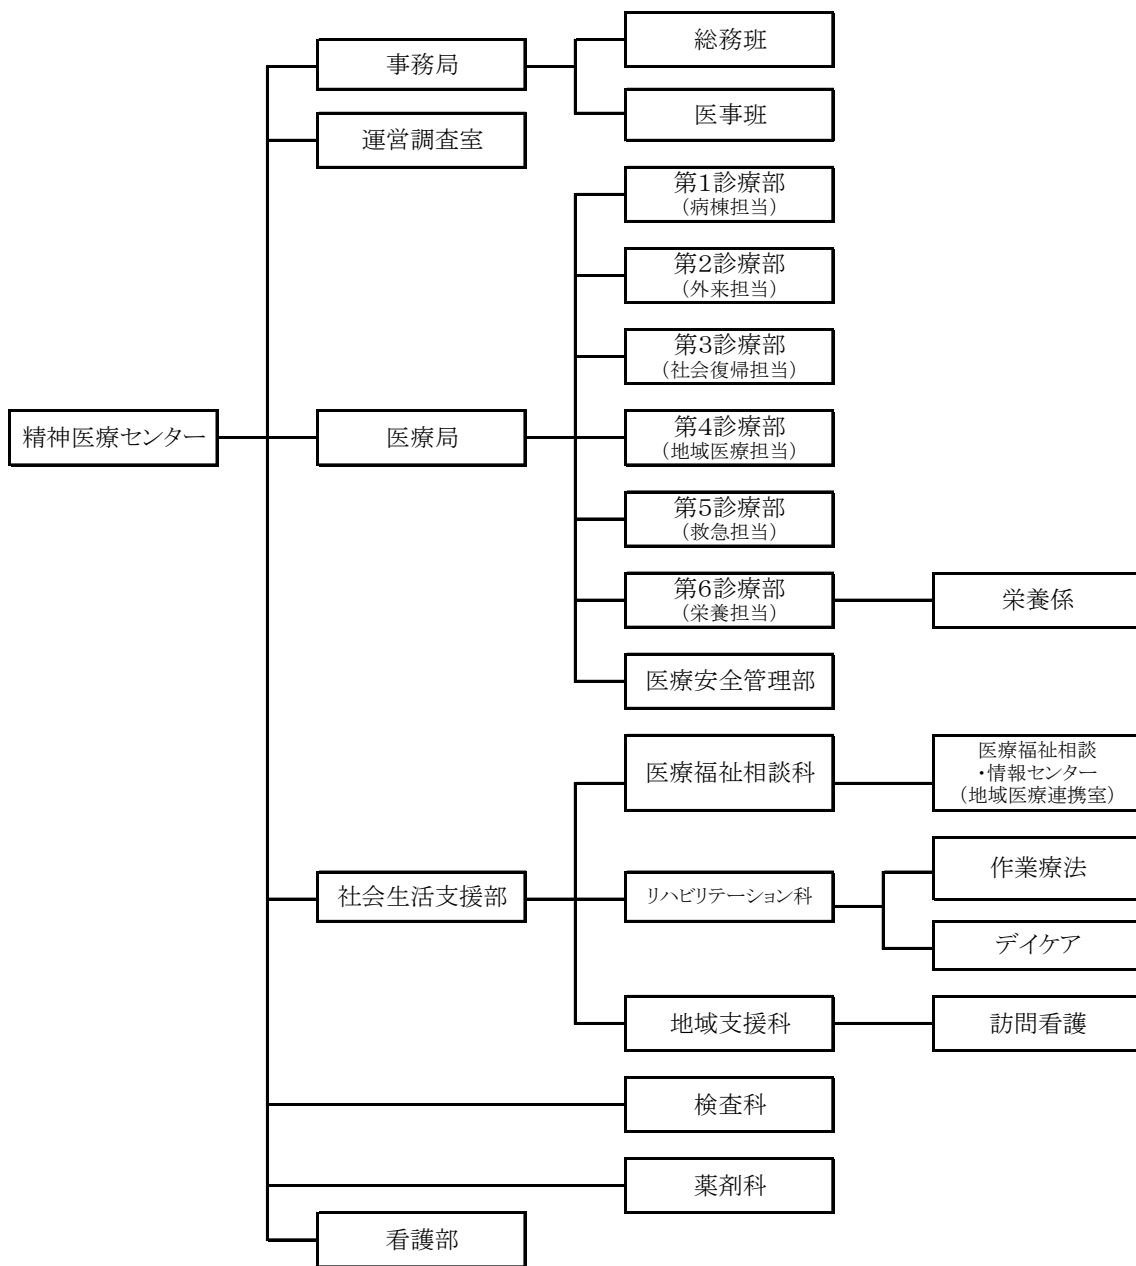 事務局
総務班
医事班
運営調査室
第1診療部
（病棟担当）
第2診療部
（外来担当）
第3診療部
（社会復帰担当）
精神医療センター
医療局
第4診療部
（地域医療担当）
第5診療部
（救急担当）
第6診療部
（栄養担当）
栄養係
医療安全管理部
医療福祉相談科
医療福祉相談
・情報センター
（地域医療連携室）
社会生活支援部
リハビリテーション科
作業療法
デイケア
地域支援科
訪問看護
検査科
薬剤科
看護部